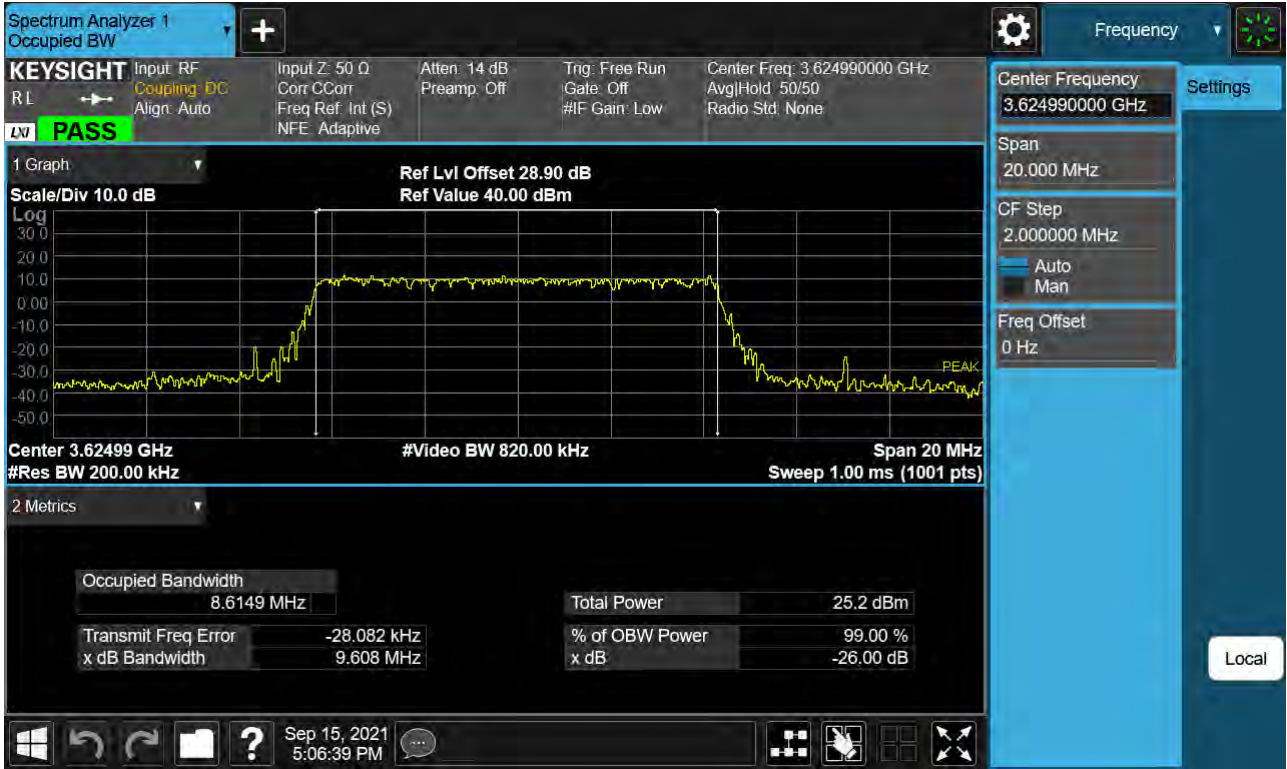 Spectrum Analyzer 1
Occupied BW
+
Frequency
KEYSIGHT
R L
LXI
PASS
Input: RF
Coupling: DC
Align: Auto
Input Z: 50 Ω
Corr CCorr
Freq Ref: Int (S)
NFE: Adaptive
Atten: 14 dB
Preamp: Off
Trig: Free Run
Gate: Off
#IF Gain: Low
Center Freq: 3.624990000 GHz
Avg|Hold: 50/50
Radio Std: None
Center Frequency
3.624990000 GHz
Settings
Span
20.000 MHz
CF Step
2.000000 MHz
Auto
Man
Freq Offset
0 Hz
Local
1 Graph
Scale/Div 10.0 dB
Ref Lvl Offset 28.90 dB
Ref Value 40.00 dBm
Log
30.0
20.0
10.0
0.00
-10.0
-20.0
-30.0
-40.0
-50.0
PEAK
Center 3.62499 GHz
#Video BW 820.00 kHz
Span 20 MHz
#Res BW 200.00 kHz
Sweep 1.00 ms (1001 pts)
2 Metrics
Occupied Bandwidth
8.6149 MHz
Total Power 25.2 dBm
Transmit Freq Error -28.082 kHz
% of OBW Power 99.00 %
x dB Bandwidth 9.608 MHz
x dB -26.00 dB
?
Sep 15, 2021
5:06:39 PM